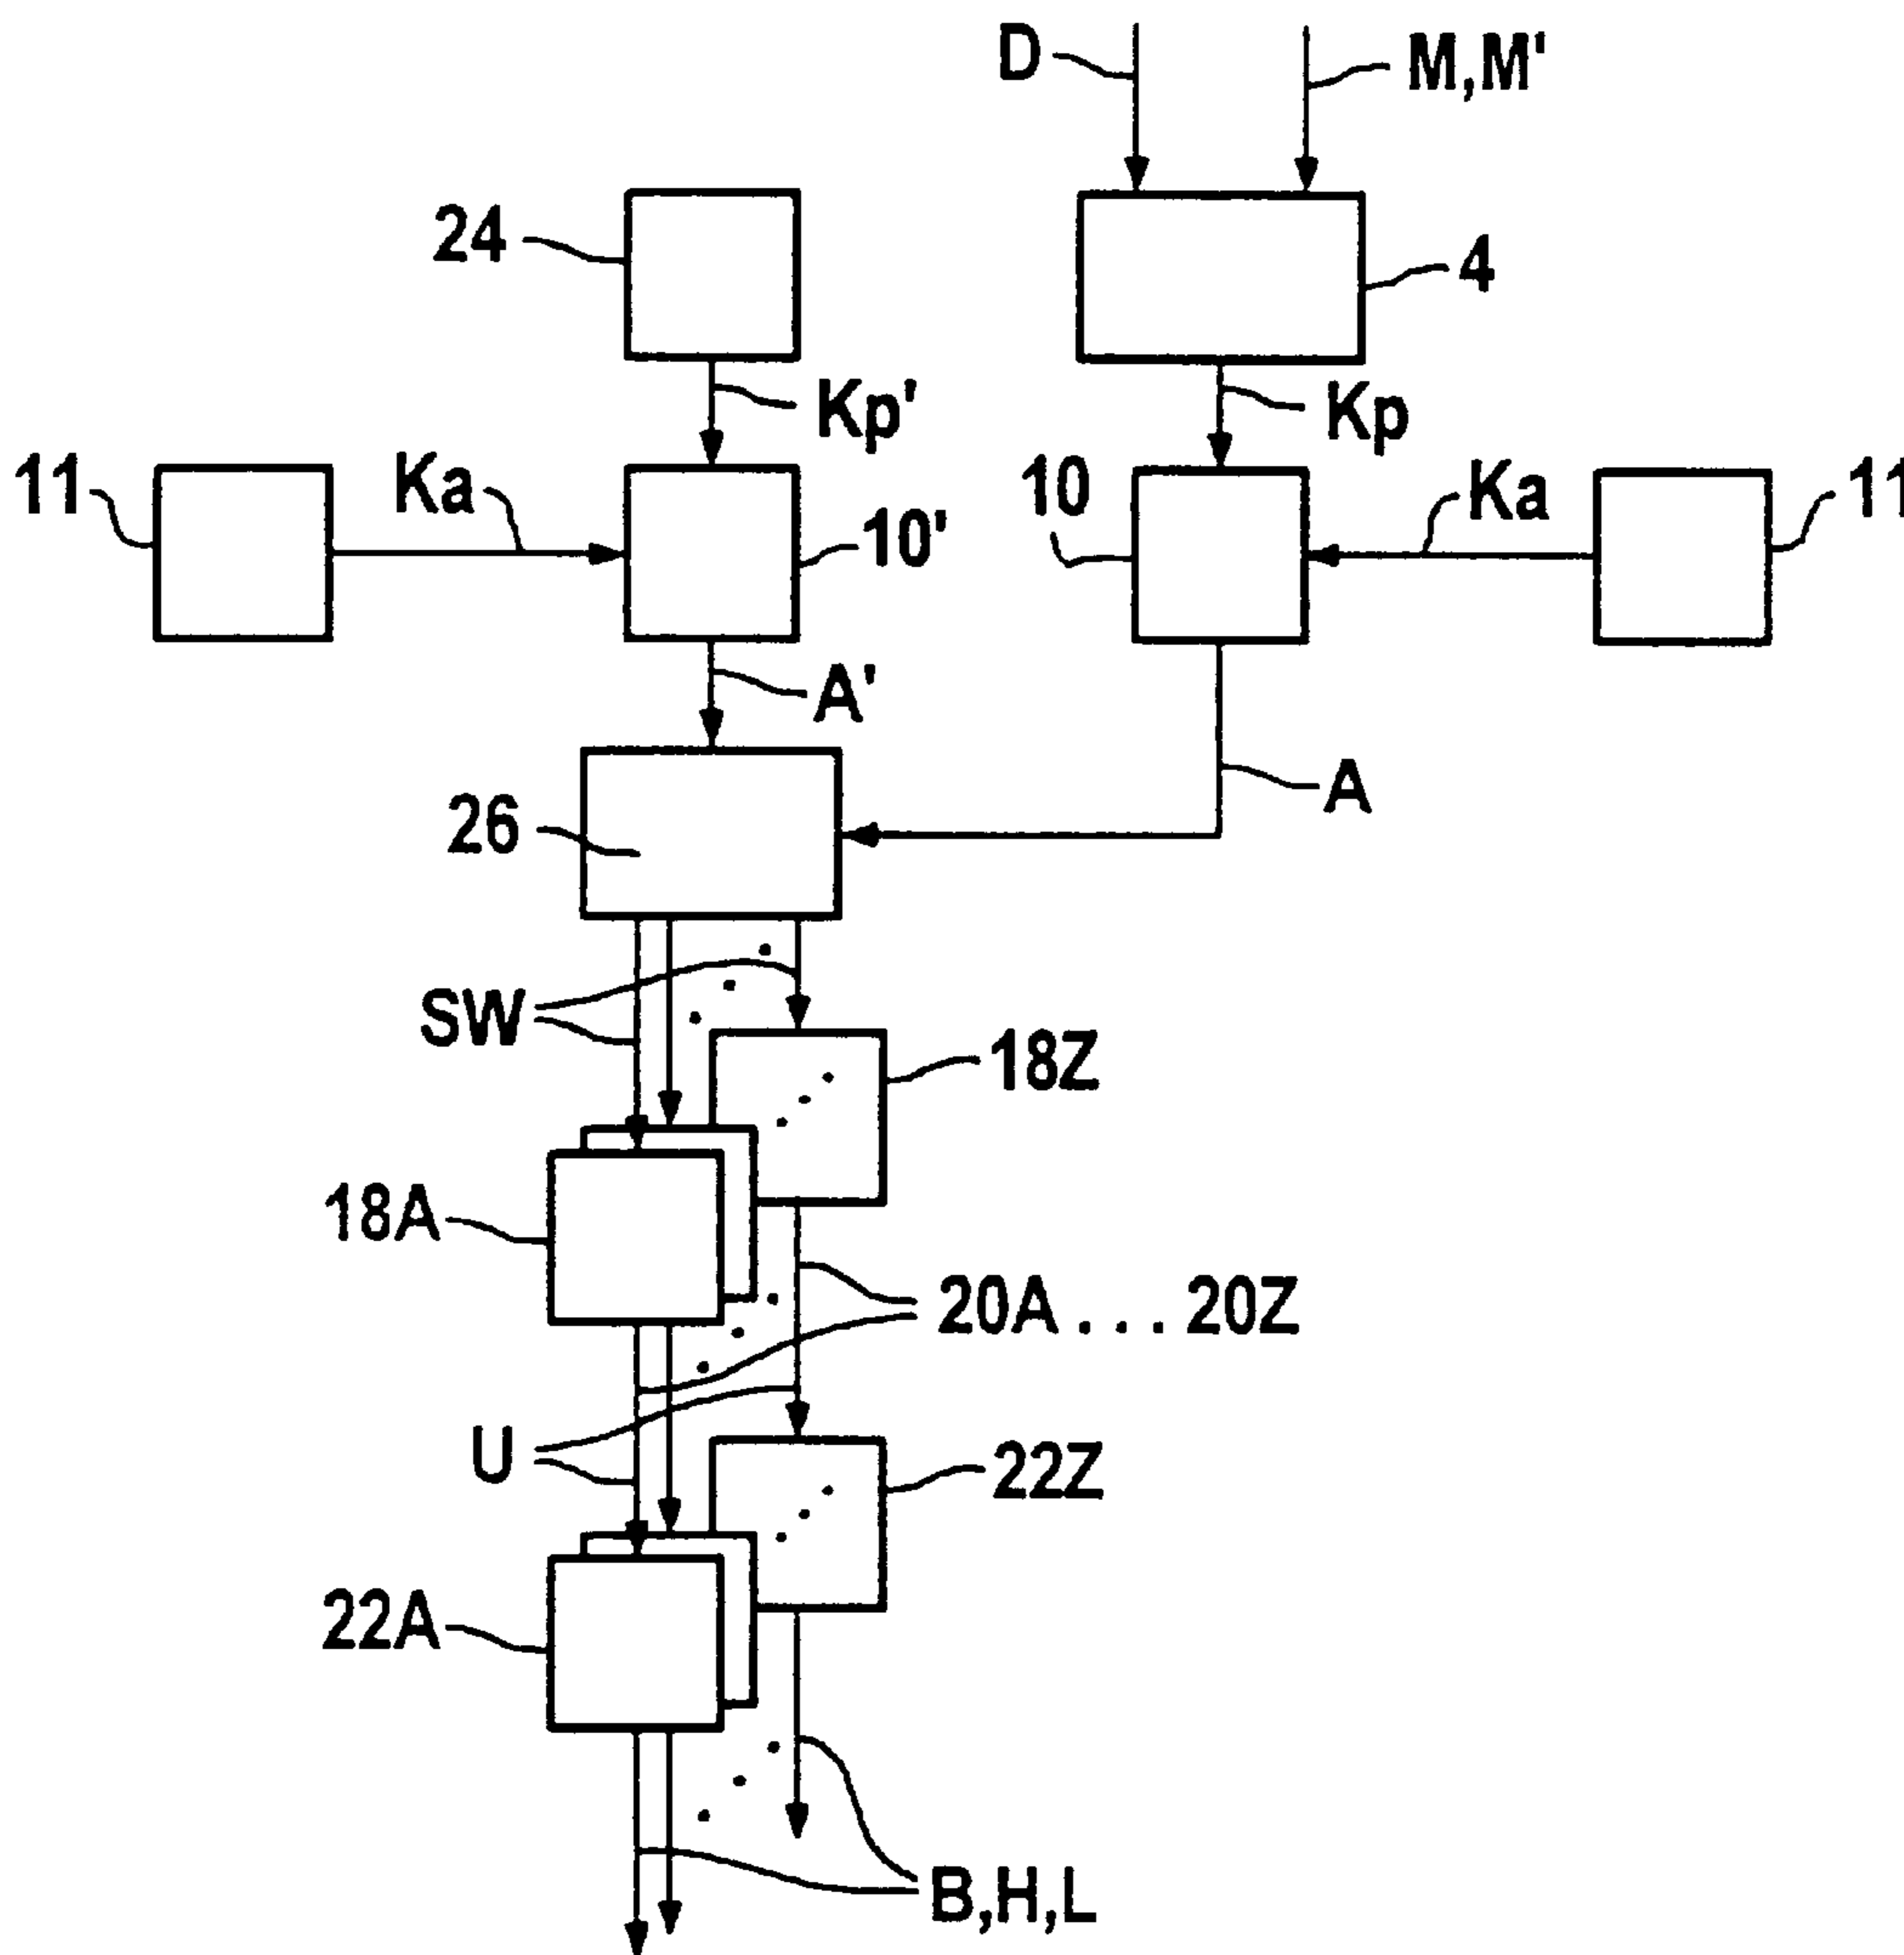 D
M,M'
24
4
Kp'
Kp
11
Ka
10'
10
Ka
11
A'
A
26
SW
18Z
18A
20A . . . 20Z
U
22Z
22A
B,H,L